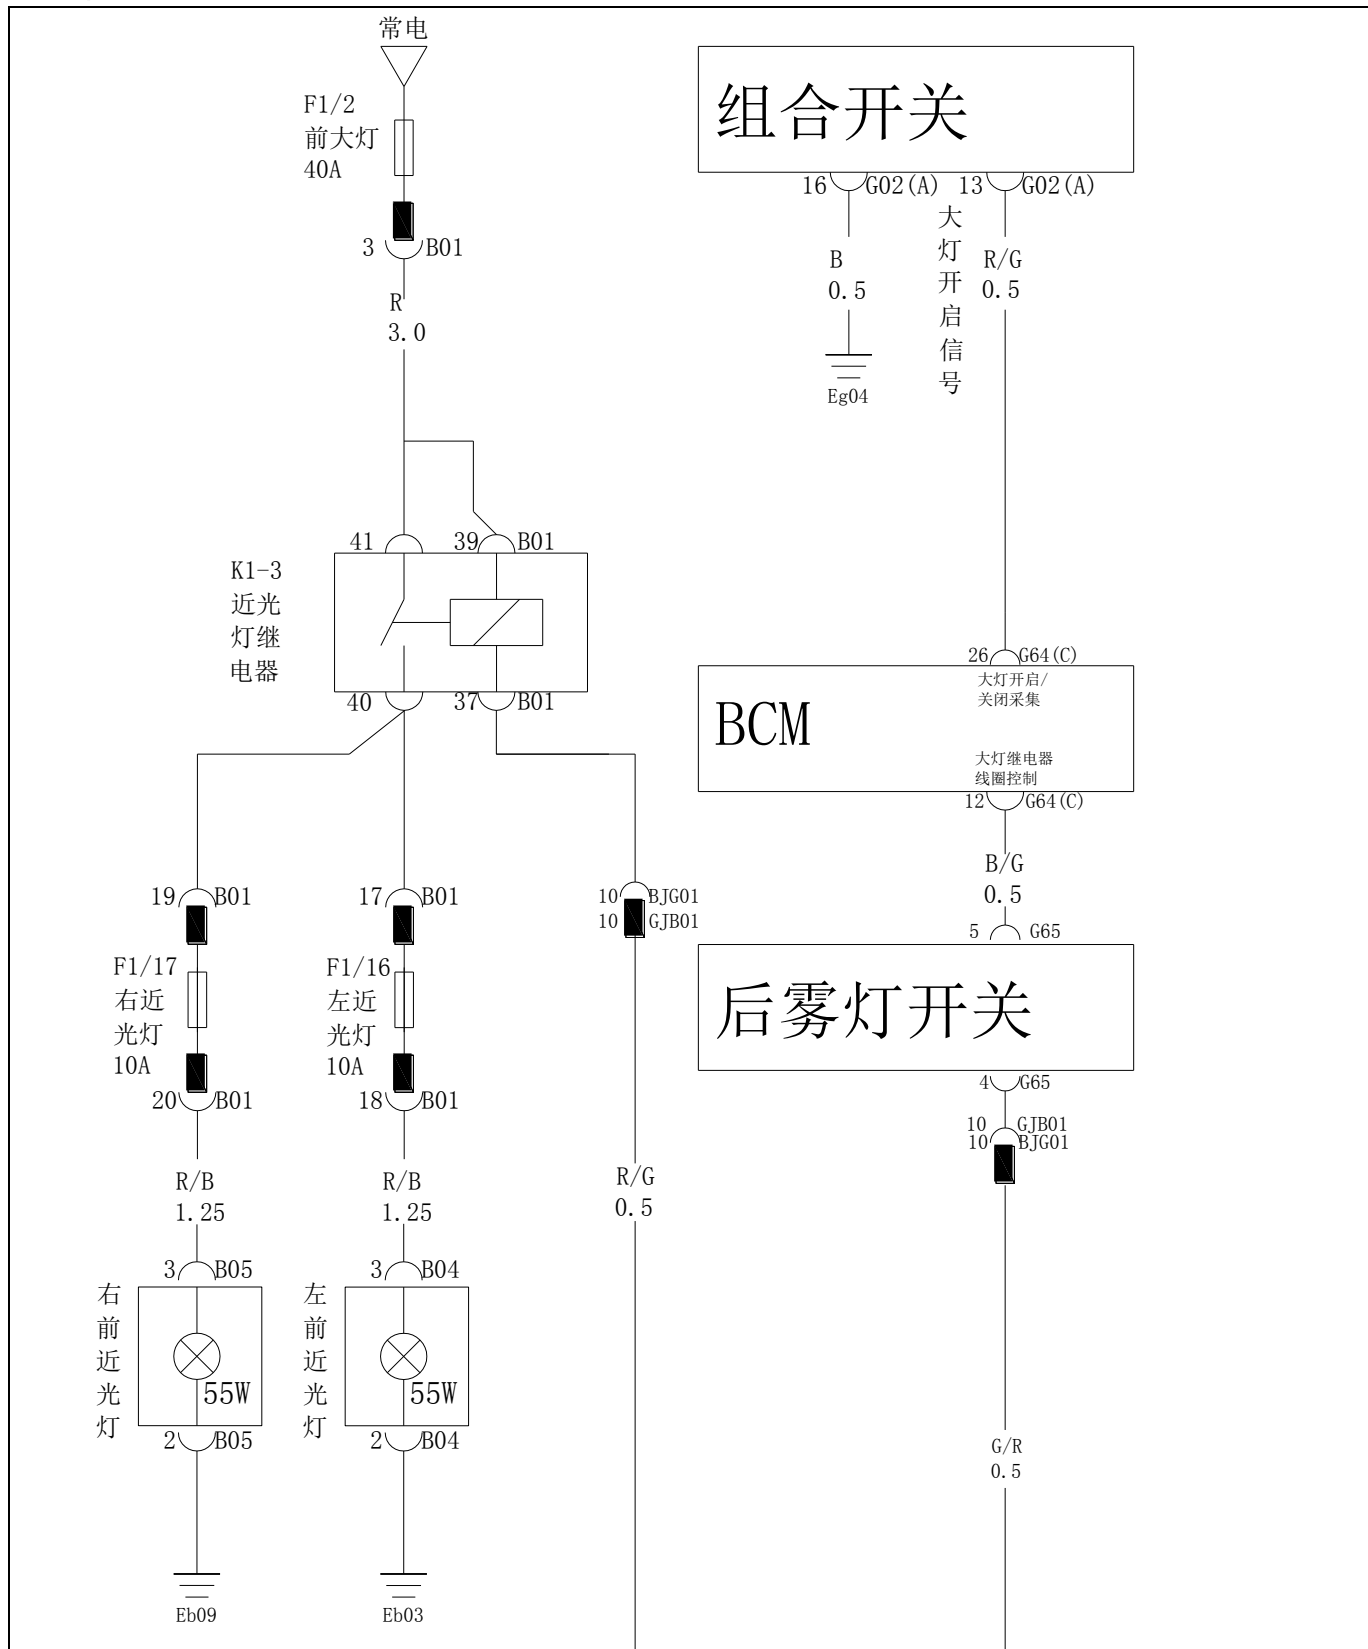 常电
F1/2
前大灯
40A
3 B01
R
3.0
组合开关
16 G02(A) 13 G02(A)
大灯开启信号
B
0.5
R/G
0.5
Eg04
41 39 B01
K1-3
近光
灯继
电器
40 37 B01
26 G64(C)
大灯开启/
关闭采集
BCM
大灯继电器
线圈控制
12 G64(C)
B/G
0.5
5 G65
后雾灯开关
4 G65
10 GJB01
10 BJG01
19 B01
17 B01
10 BJG01
10 GJB01
F1/17
右近
光灯
10A
F1/16
左近
光灯
10A
20 B01
18 B01
R/B
1.25
R/B
1.25
R/G
0.5
3 B05
3 B04
右前近光灯
55W
左前近光灯
55W
2 B05
2 B04
G/R
0.5
Eb09
Eb03